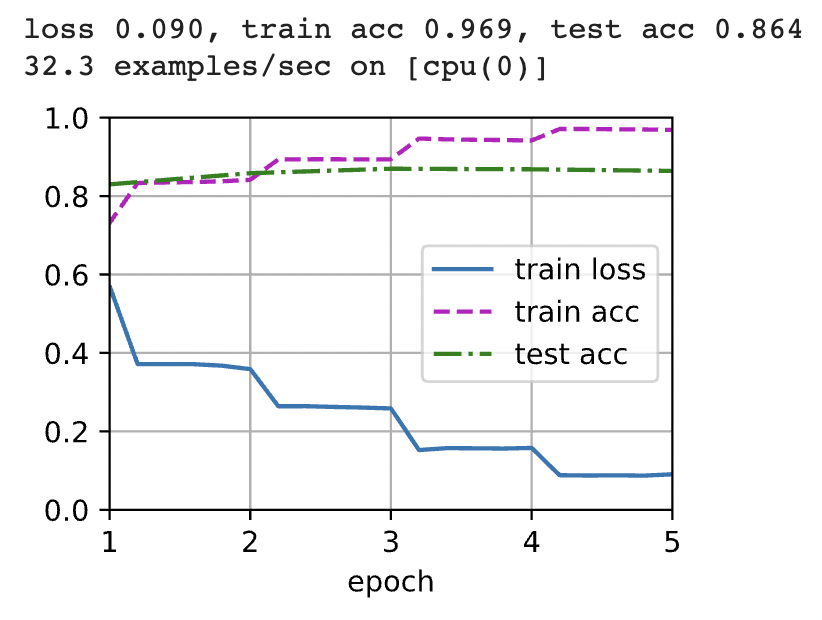 loss 0.090, train acc 0.969, test acc 0.864
32.3 examples/sec on [cpu(0)]
1.0
0.8
0.6
0.4
0.2
0.0
train loss
train acc
test acc
1 2 3 4 5
epoch